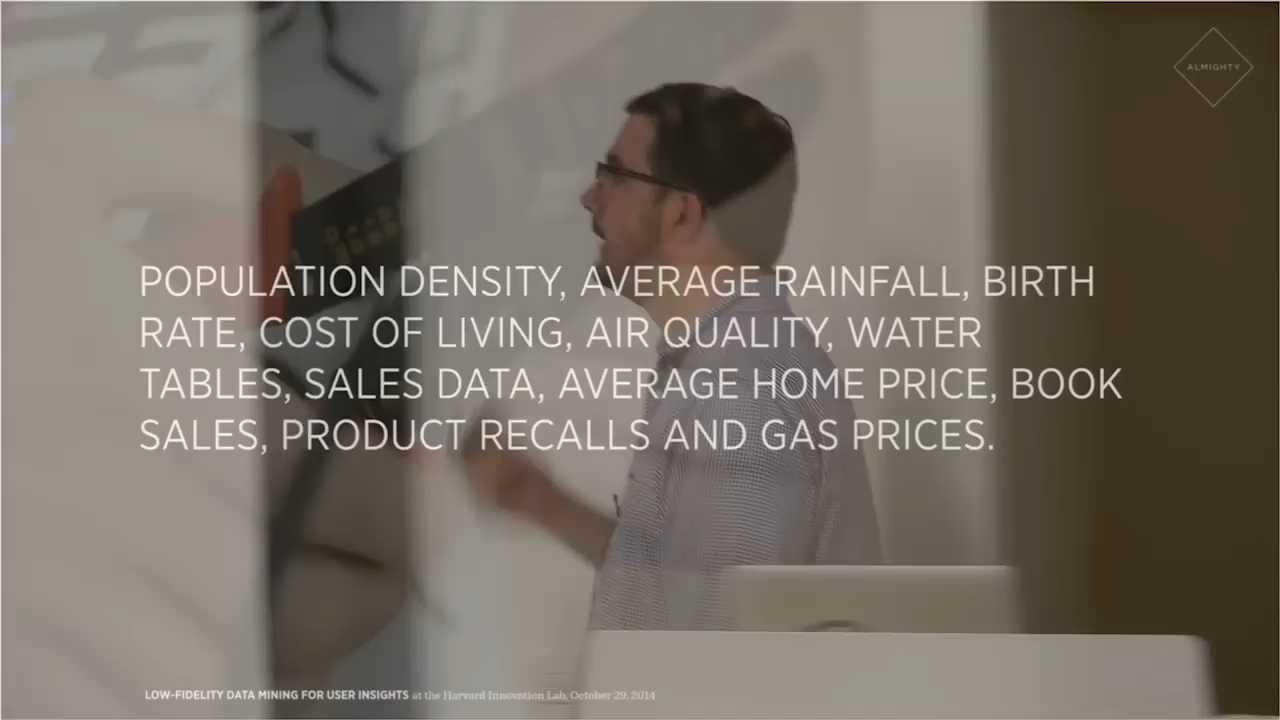 ALMIGHTY
POPULATION DENSITY, AVERAGE RAINFALL, BIRTH
RATE, COST OF LIVING, AIR QUALITY, WATER
TABLES, SALES DATA, AVERAGE HOME PRICE, BOOK
SALES, PRODUCT RECALLS AND GAS PRICES.
LOW-FIDELITY DATA MINING FOR USER INSIGHTS at the Harvard Innovation Lab, October 29, 2014